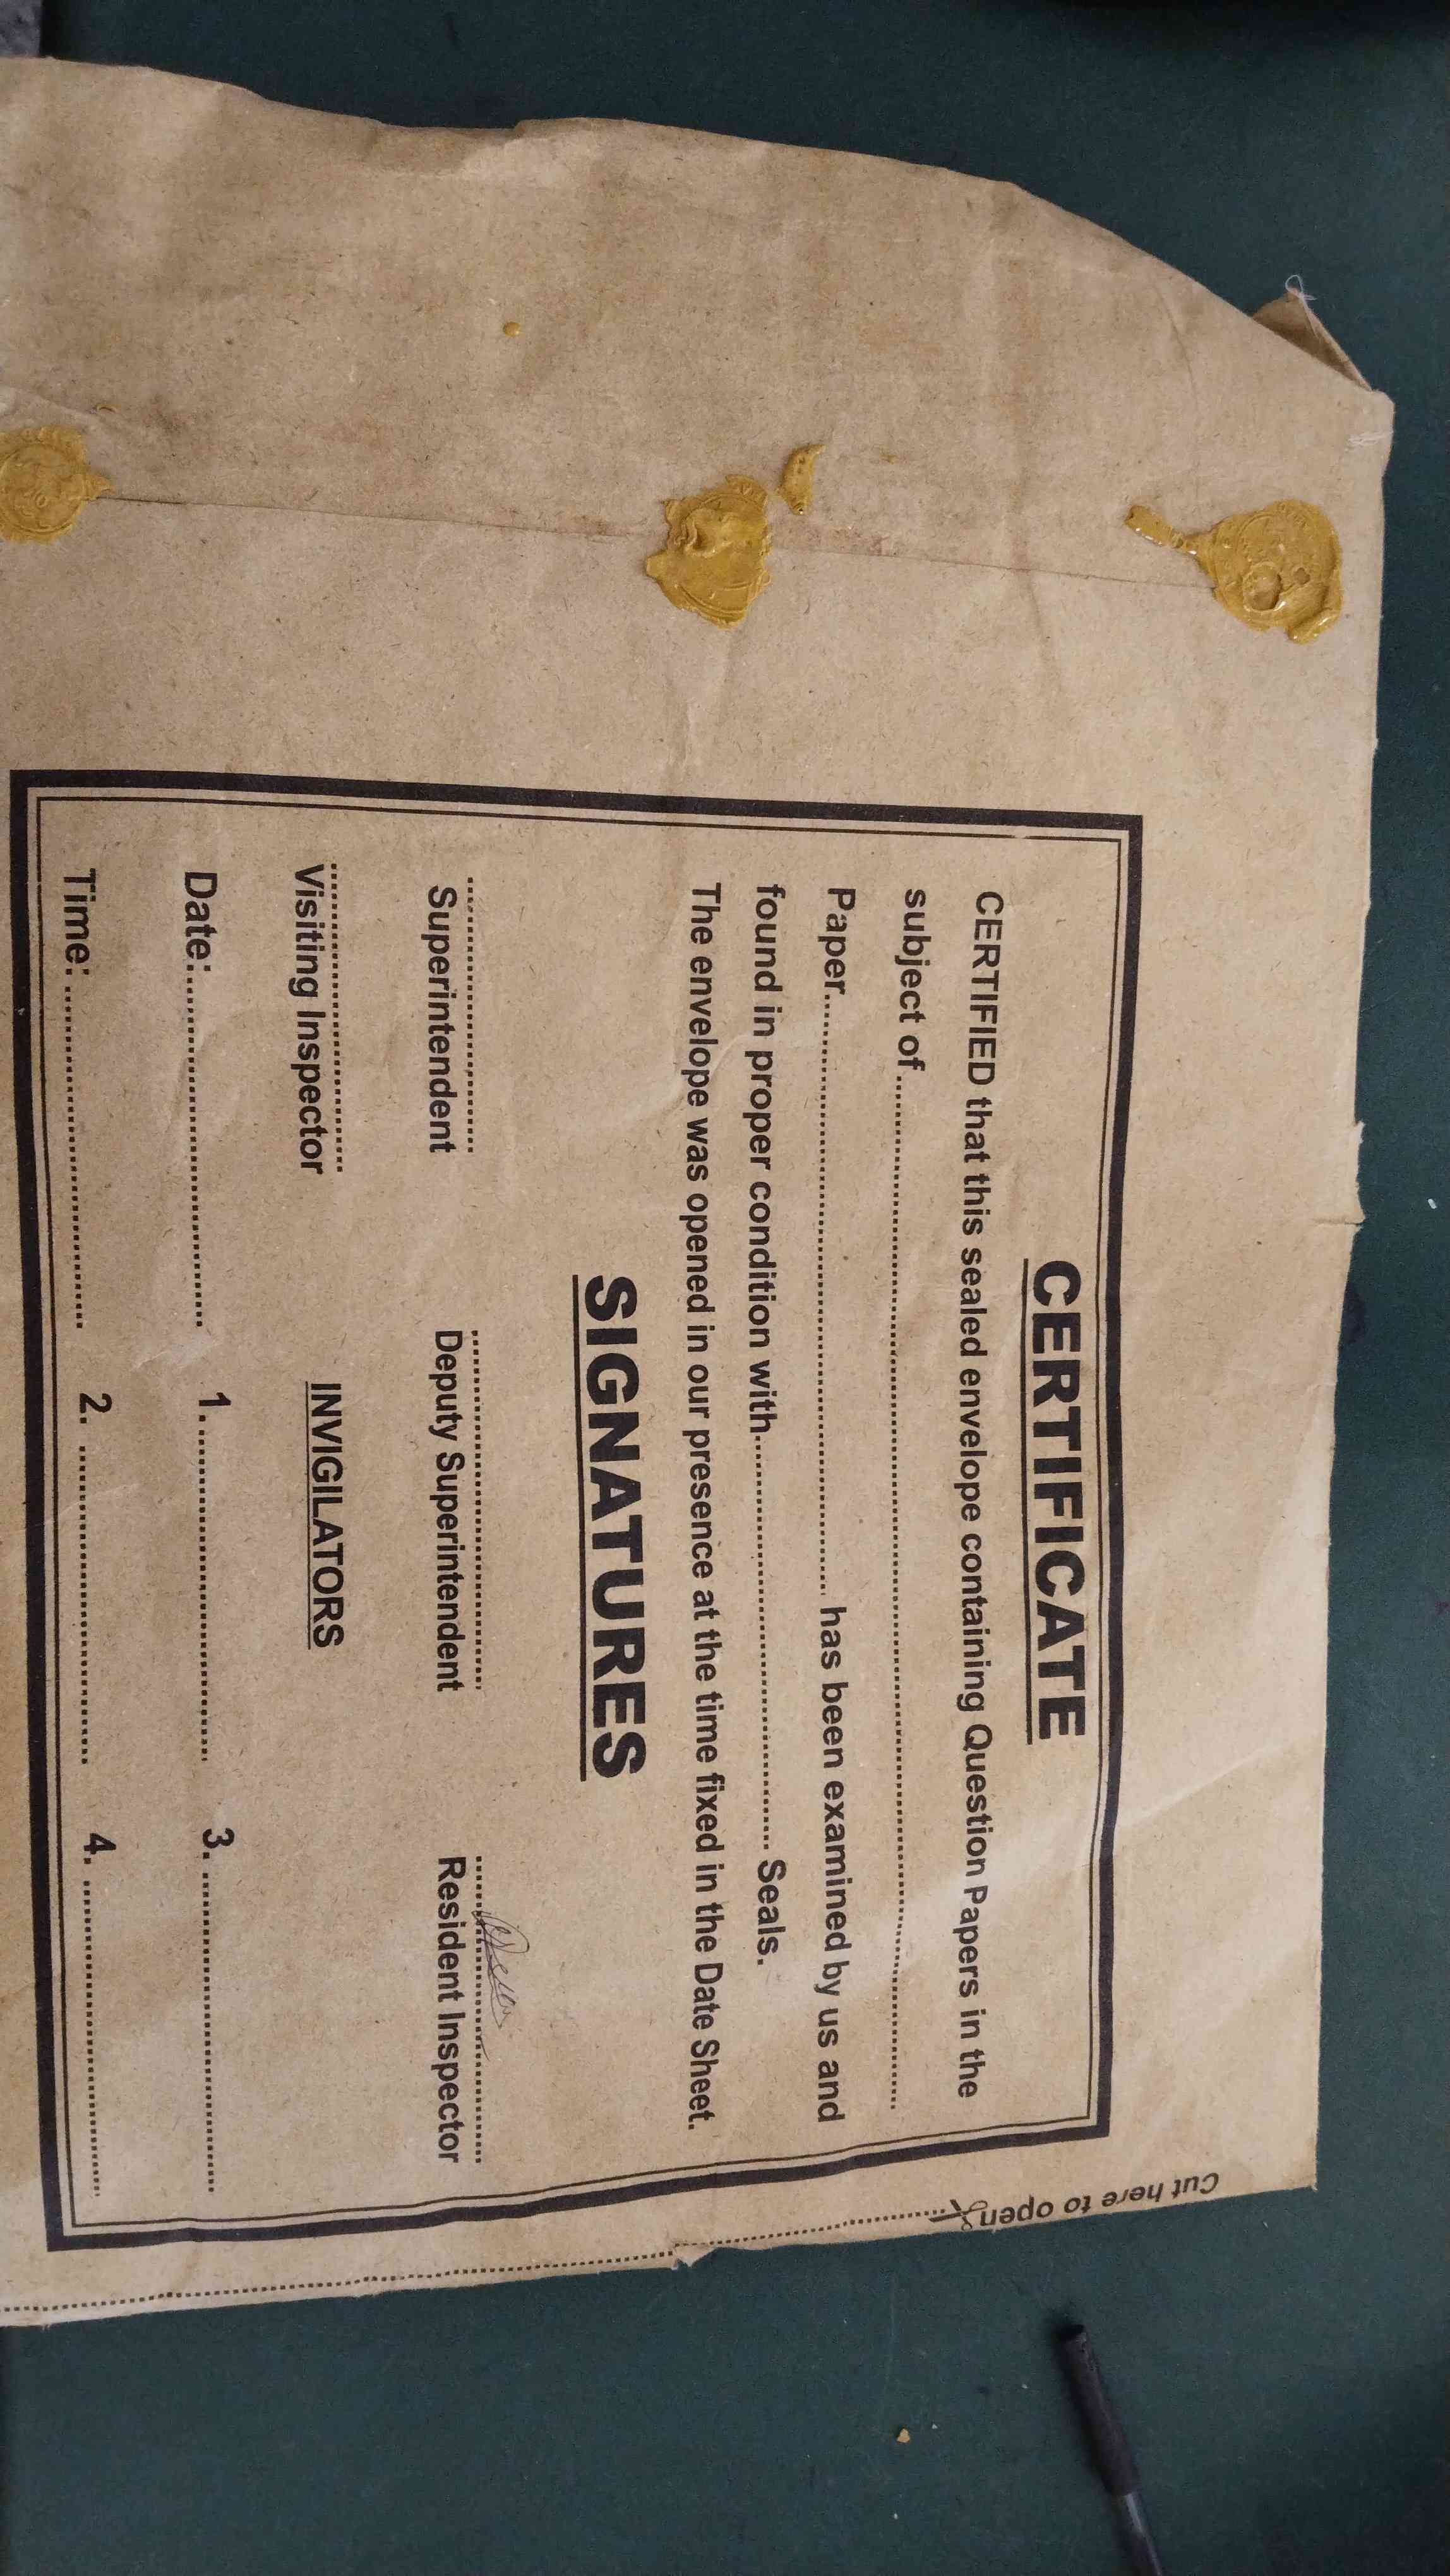 CERTIFICATE
CERTIFIED that this sealed envelope containing Question Papers in the
subject of
Paper has been examined by us and
found in proper condition with Seals.
The envelope was opened in our presence at the time fixed in the Date Sheet.
SIGNATURES
Superintendent Deputy Superintendent Resident Inspector
Visiting Inspector INVIGILATORS
Date: 1. 3.
Time: 2. 4.
Cut here to open